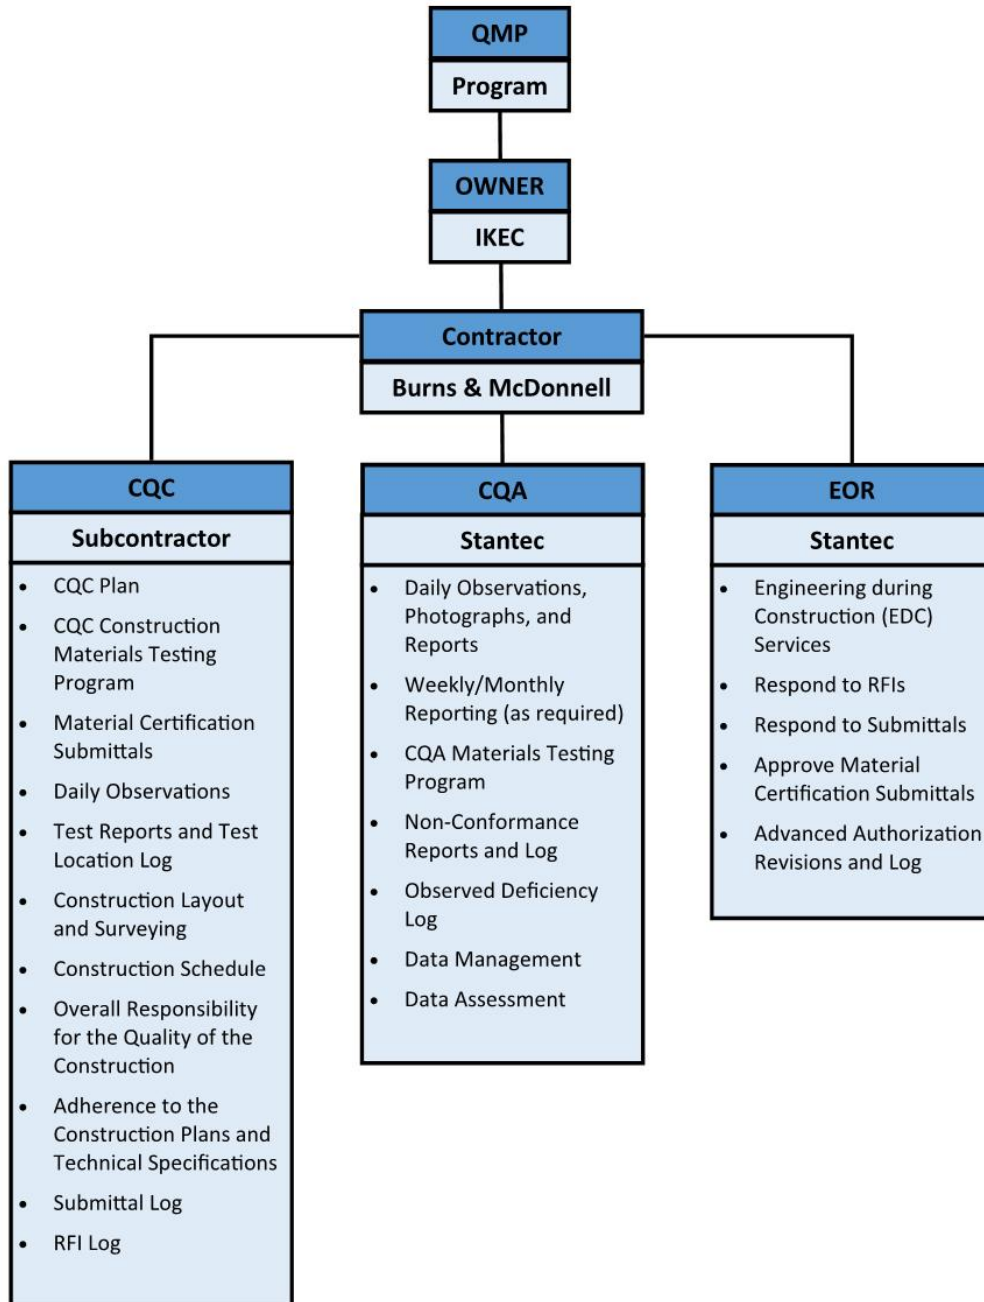 QMP
Program
OWNER
IKEC
Contractor
Burns & McDonnell
CQC
Subcontractor
• CQC Plan
• CQC Construction
Materials Testing
Program
• Material Certification
Submittals
• Daily Observations
• Test Reports and Test
Location Log
• Construction Layout
and Surveying
• Construction Schedule
• Overall Responsibility
for the Quality of the
Construction
• Adherence to the
Construction Plans and
Technical Specifications
• Submittal Log
• RFI Log
CQA
Stantec
• Daily Observations,
Photographs, and
Reports
• Weekly/Monthly
Reporting (as required)
• CQA Materials Testing
Program
• Non-Conformance
Reports and Log
• Observed Deficiency
Log
• Data Management
• Data Assessment
EOR
Stantec
• Engineering during
Construction (EDC)
Services
• Respond to RFIs
• Respond to Submittals
• Approve Material
Certification Submittals
• Advanced Authorization
Revisions and Log